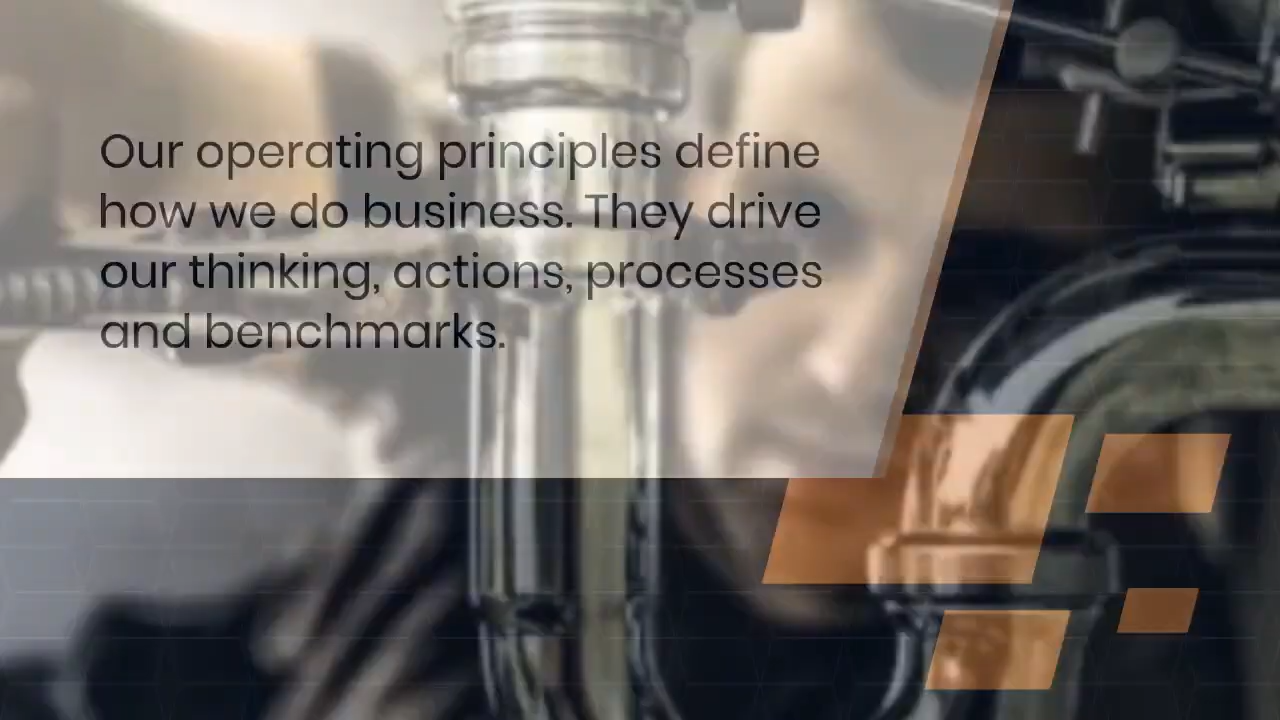 Our operating principles define
how we do business. They drive
our thinking, actions, processes
and benchmarks.